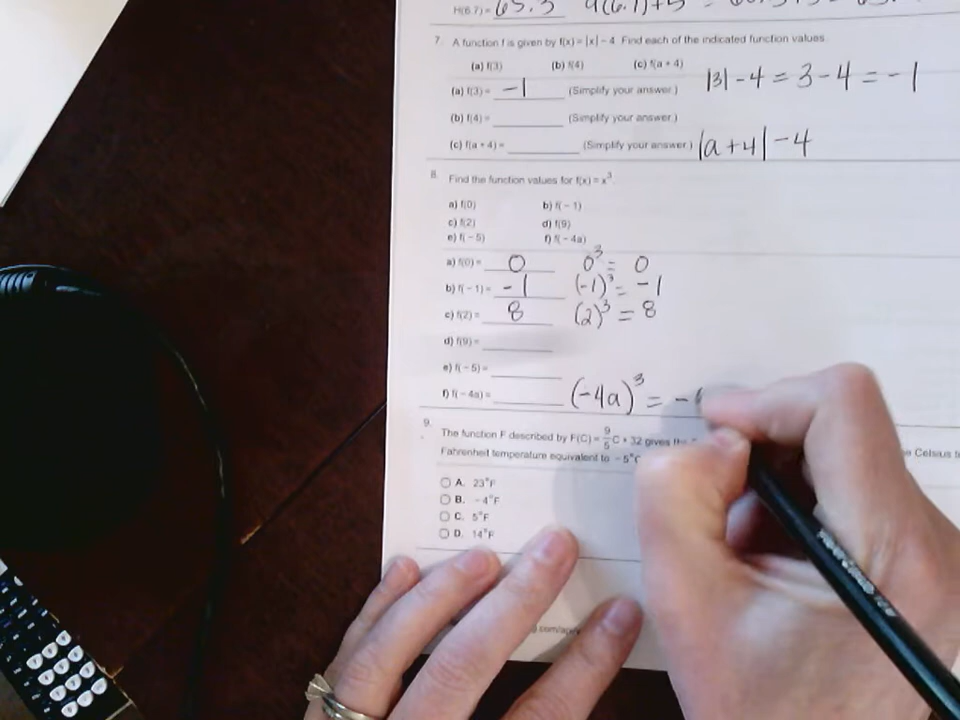 H(6.7) = 65.3
7. A function f is given by f(x) = |x| − 4. Find each of the indicated function values.
(a) f(3) (b) f(4) (c) f(a + 4)
(a) f(3) = −1 (Simplify your answer.) |3| − 4 = 3 − 4 = −1
(b) f(4) = (Simplify your answer.)
(c) f(a + 4) = (Simplify your answer.) |a + 4| − 4
8. Find the function values for f(x) = x³.
a) f(0) b) f(−1)
c) f(2) d) f(9)
e) f(−5) f) f(−4a)
a) f(0) = 0 0³ = 0
b) f(−1) = −1 (−1)³ = −1
c) f(2) = 8 (2)³ = 8
d) f(9) =
e) f(−5) =
f) f(−4a) = (−4a)³ = −
9. The function F described by F(C) = 9/5 C + 32 gives the Celsius
Fahrenheit temperature equivalent to −5°C
A. 23°F
B. −4°F
C. 5°F
D. 14°F